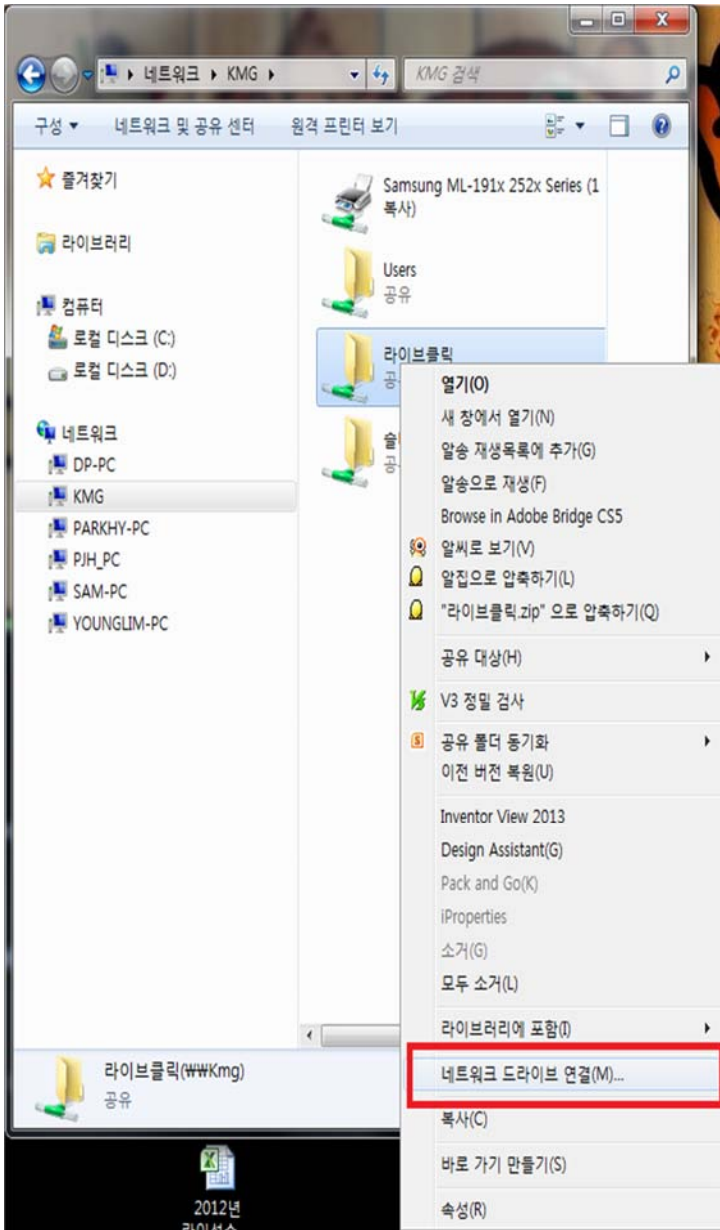 네트워크 ▸ KMG ▸
KMG 검색
구성 ▾ 네트워크 및 공유 센터 원격 프린터 보기
즐겨찾기
라이브러리
컴퓨터
로컬 디스크 (C:)
로컬 디스크 (D:)
네트워크
DP-PC
KMG
PARKHY-PC
PJH_PC
SAM-PC
YOUNGLIM-PC
Samsung ML-191x 252x Series (1
복사)
Users
공유
라이브클릭
공
열기(O)
새 창에서 열기(N)
알송 재생목록에 추가(G)
알송으로 재생(F)
Browse in Adobe Bridge CS5
알씨로 보기(V)
알집으로 압축하기(L)
"라이브클릭.zip" 으로 압축하기(Q)
공유 대상(H)
V3 정밀 검사
공유 폴더 동기화
이전 버전 복원(U)
Inventor View 2013
Design Assistant(G)
Pack and Go(K)
iProperties
소거(G)
모두 소거(L)
라이브러리에 포함(I)
네트워크 드라이브 연결(M)...
복사(C)
바로 가기 만들기(S)
속성(R)
라이브클릭(₩₩Kmg)
공유
2012년